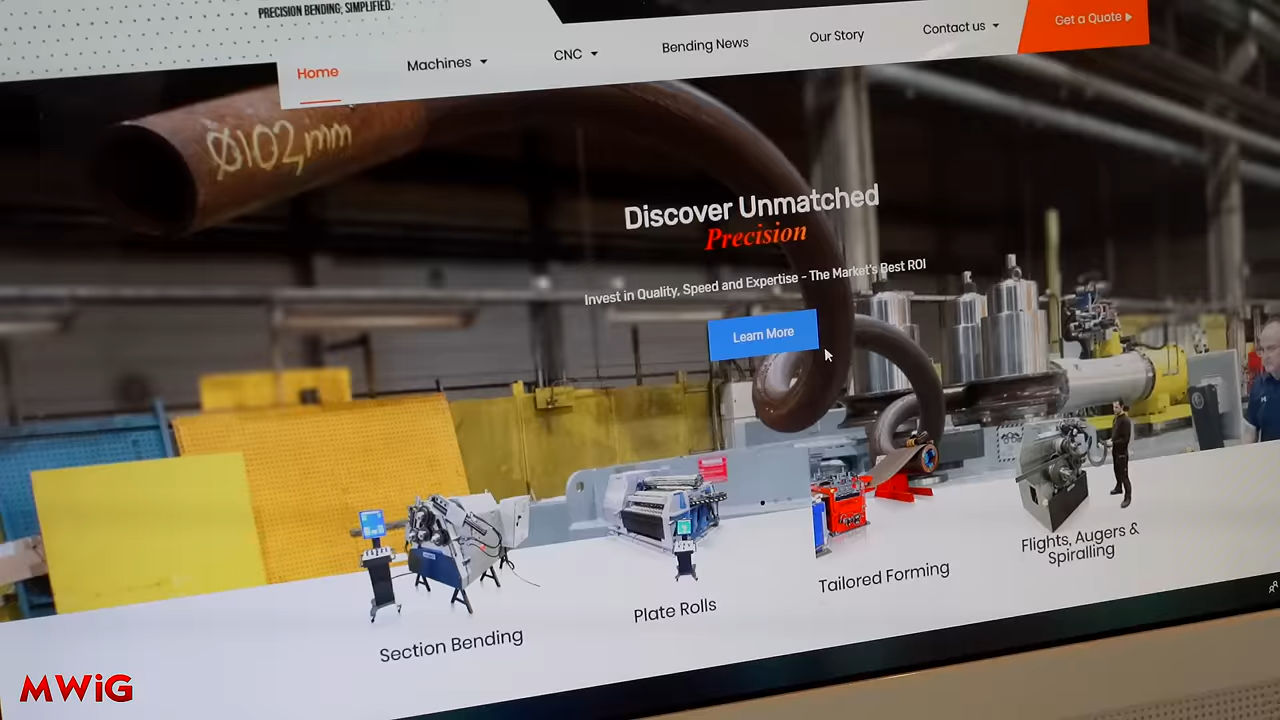 PRECISION BENDING, SIMPLIFIED.
Home
Machines
CNC
Bending News
Our Story
Contact us
Get a Quote
Ø102mm
Discover Unmatched
Precision
Invest in Quality, Speed and Expertise - The Market's Best ROI
Learn More
Section Bending
Plate Rolls
Tailored Forming
Flights, Augers &
Spiralling
MWiG